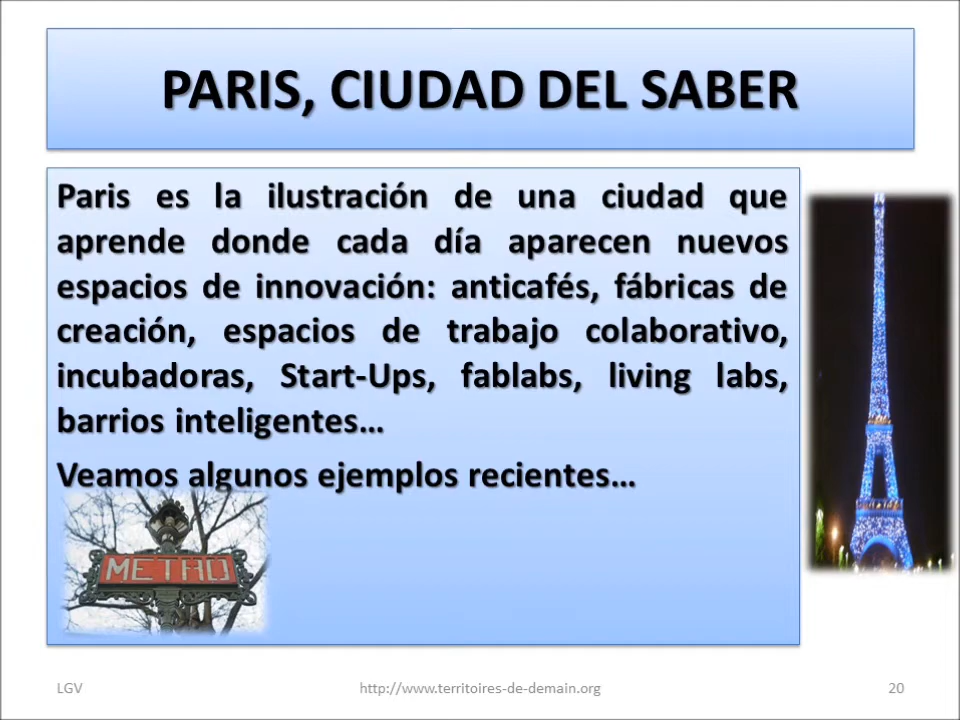 PARIS, CIUDAD DEL SABER
Paris es la ilustración de una ciudad que
aprende donde cada día aparecen nuevos
espacios de innovación: anticafés, fábricas de
creación, espacios de trabajo colaborativo,
incubadoras, Start-Ups, fablabs, living labs,
barrios inteligentes…
Veamos algunos ejemplos recientes…
METRO
LGV
http://www.territoires-de-demain.org
20